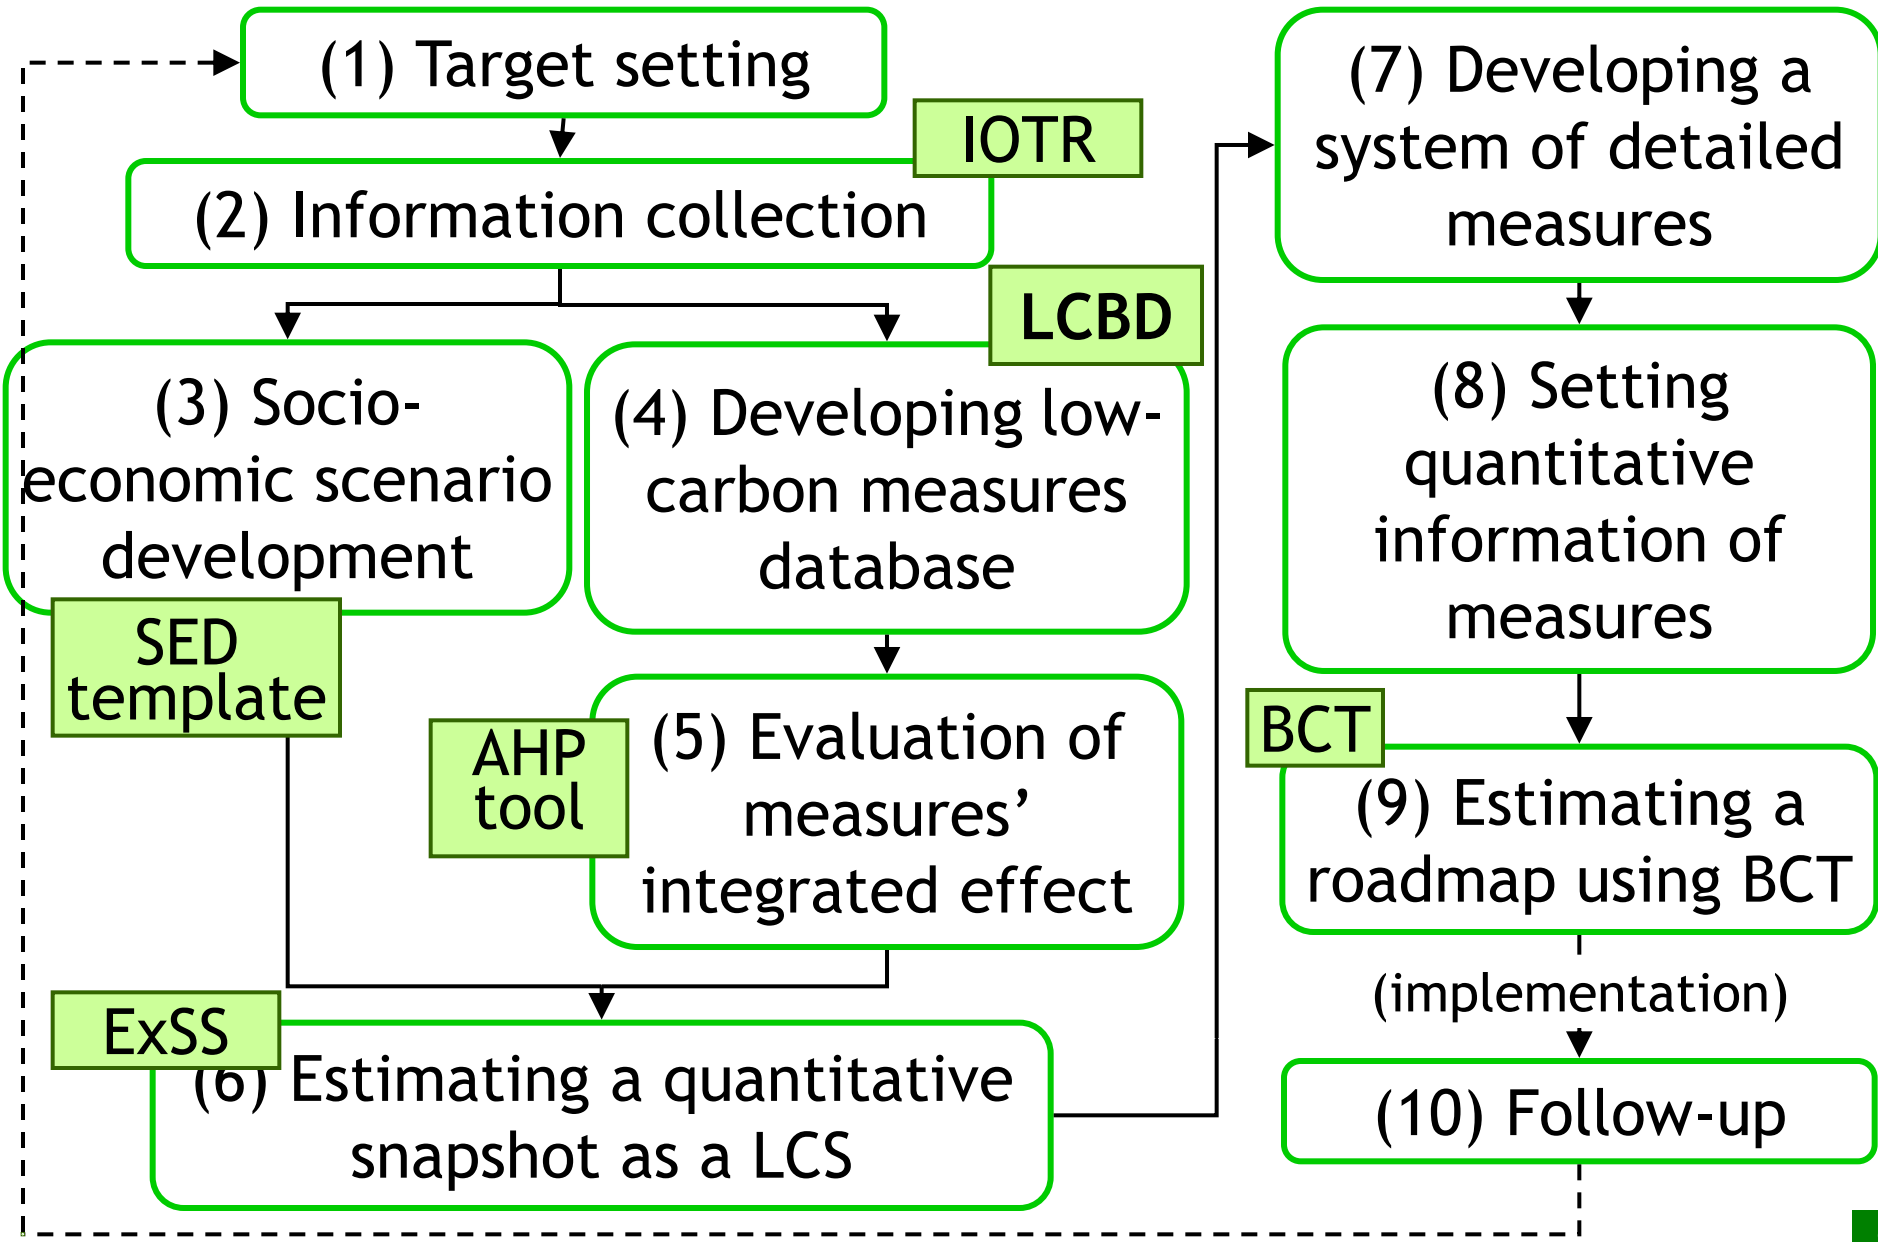 (1) Target setting
IOTR
(2) Information collection
LCBD
(3) Socio-
economic scenario
development
SED
template
(4) Developing low-
carbon measures
database
AHP
tool
(5) Evaluation of
measures’
integrated effect
ExSS
(6) Estimating a quantitative
snapshot as a LCS
(7) Developing a
system of detailed
measures
(8) Setting
quantitative
information of
measures
BCT
(9) Estimating a
roadmap using BCT
(implementation)
(10) Follow-up